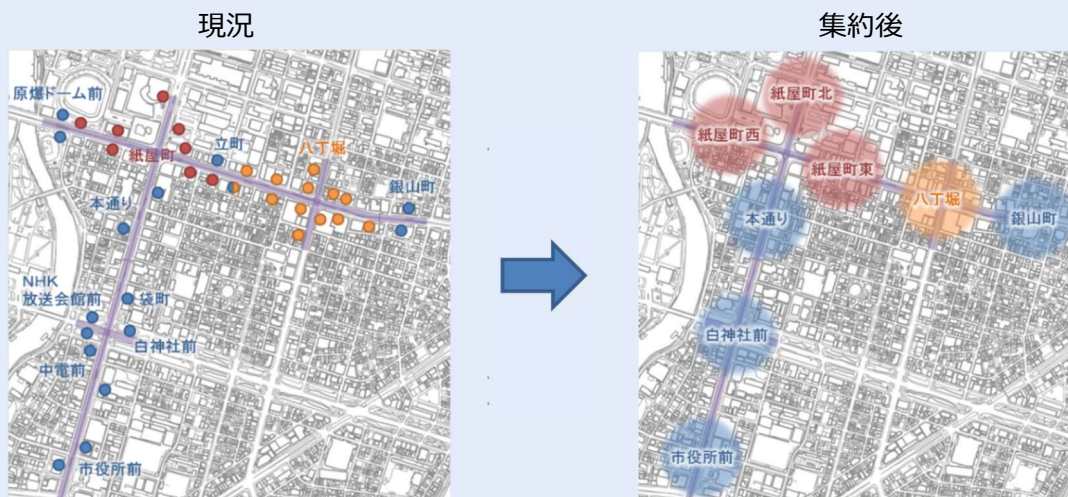 現況
集約後
原爆ドーム前
紙屋町
立町
八丁堀
銀山町
本通り
NHK
放送会館前
袋町
白神社前
中電前
市役所前
紙屋町北
紙屋町西
紙屋町東
八丁堀
銀山町
本通り
白神社前
市役所前